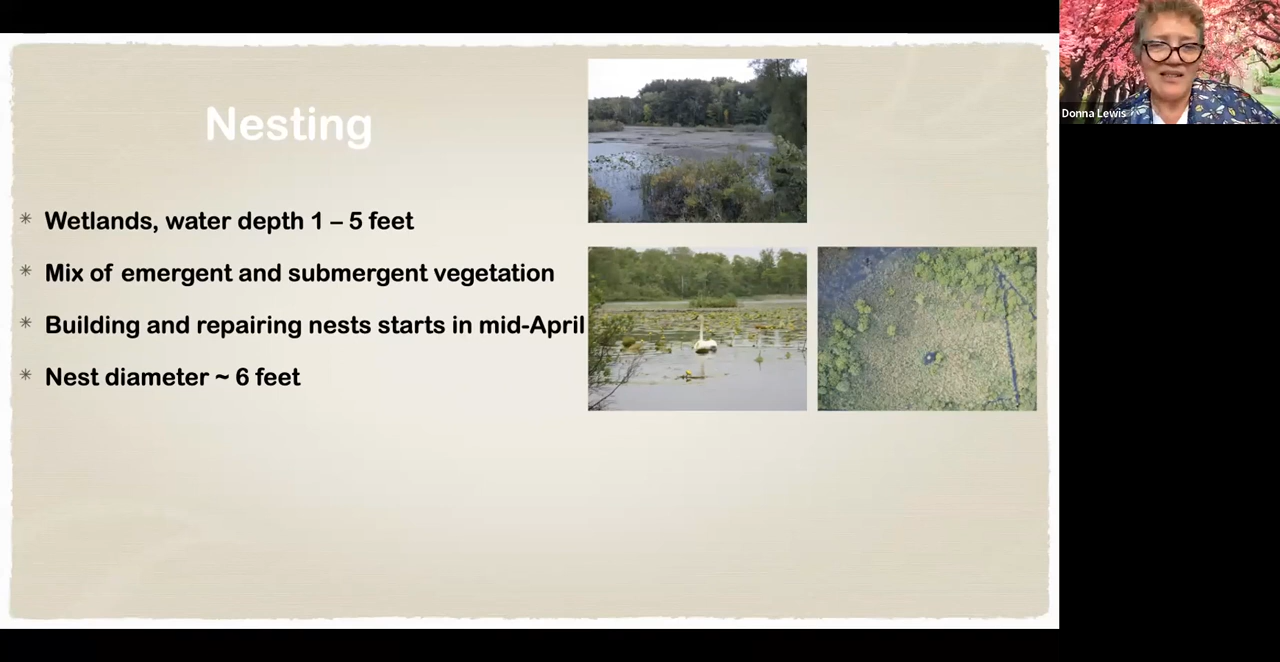 Nesting
Wetlands, water depth 1 – 5 feet
Mix of emergent and submergent vegetation
Building and repairing nests starts in mid-April
Nest diameter ~ 6 feet
Donna Lewis